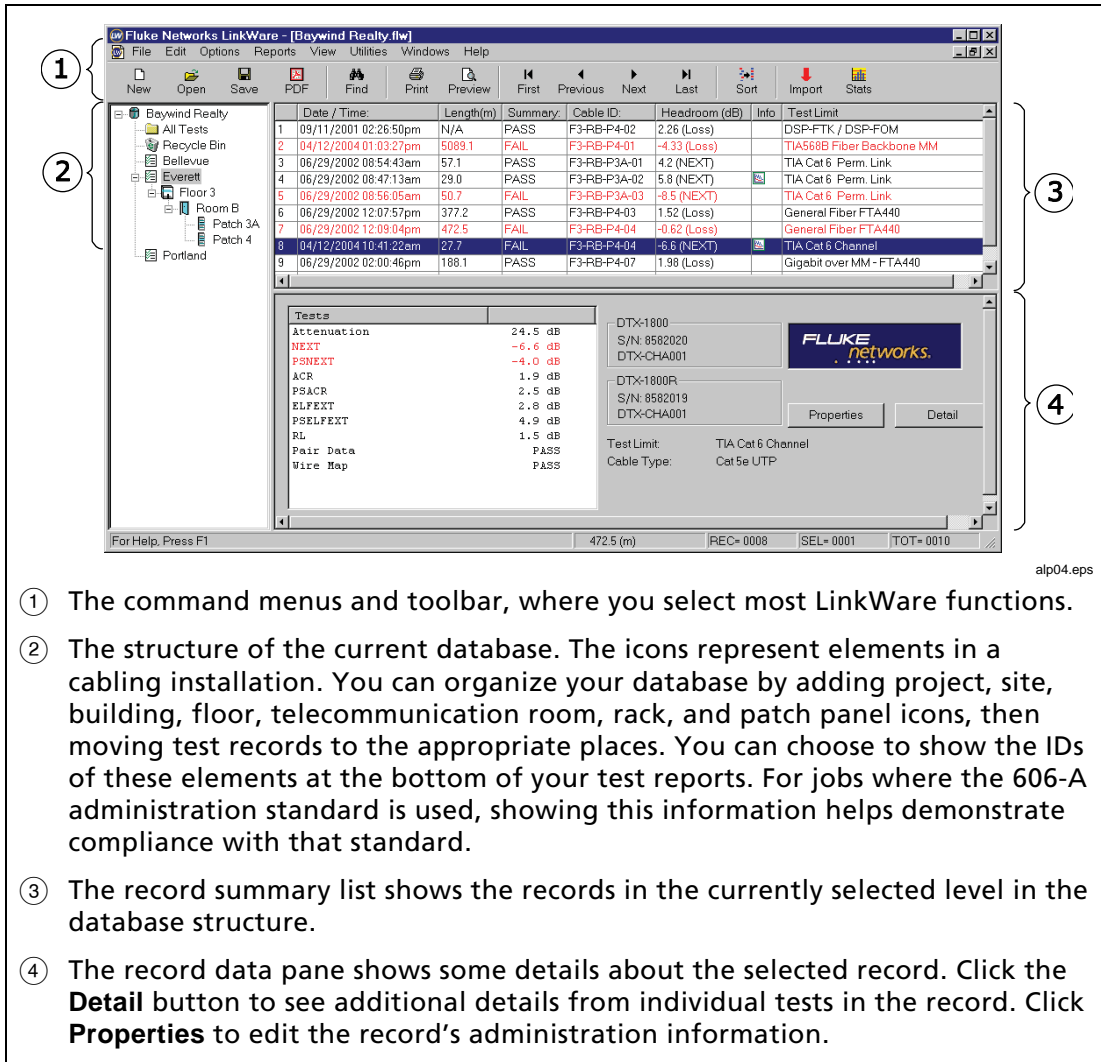 Fluke Networks LinkWare - [Baywind Realty.flw]
File Edit Options Reports View Utilities Windows Help
1
New Open Save PDF Find Print Preview First Previous Next Last Sort Import Stats
2
Baywind Realty
All Tests
Recycle Bin
Bellevue
Everett
Floor 3
Room B
Patch 3A
Patch 4
Portland
Date / Time: Length(m) Summary: Cable ID: Headroom (dB) Info Test Limit
1 09/11/2001 02:26:50pm N/A PASS F3-RB-P4-02 2.26 (Loss) DSP-FTK / DSP-FOM
2 04/12/2004 01:03:27pm 5089.1 FAIL F3-RB-P4-01 -4.33 (Loss) TIA568B Fiber Backbone MM
3 06/29/2002 08:54:43am 57.1 PASS F3-RB-P3A-01 4.2 (NEXT) TIA Cat 6 Perm. Link
4 06/29/2002 08:47:13am 29.0 PASS F3-RB-P3A-02 5.8 (NEXT) TIA Cat 6 Perm. Link
5 06/29/2002 08:56:05am 50.7 FAIL F3-RB-P3A-03 -8.5 (NEXT) TIA Cat 6 Perm. Link
6 06/29/2002 12:07:57pm 377.2 PASS F3-RB-P4-03 1.52 (Loss) General Fiber FTA440
7 06/29/2002 12:09:04pm 472.5 FAIL F3-RB-P4-04 -0.62 (Loss) General Fiber FTA440
8 04/12/2004 10:41:22am 27.7 FAIL F3-RB-P4-04 -6.6 (NEXT) TIA Cat 6 Channel
9 06/29/2002 02:00:46pm 188.1 PASS F3-RB-P4-07 1.98 (Loss) Gigabit over MM - FTA440
3
Tests
Attenuation 24.5 dB
NEXT -6.6 dB
PSNEXT -4.0 dB
ACR 1.9 dB
PSACR 2.5 dB
ELFEXT 2.8 dB
PSELFEXT 4.9 dB
RL 1.5 dB
Pair Data PASS
Wire Map PASS
DTX-1800
S/N: 8582020
DTX-CHA001
DTX-1800R
S/N: 8582019
DTX-CHA001
FLUKE
networks.
Properties Detail
Test Limit: TIA Cat 6 Channel
Cable Type: Cat 5e UTP
4
For Help, Press F1 472.5 (m) REC= 0008 SEL= 0001 TOT= 0010
alp04.eps
1 The command menus and toolbar, where you select most LinkWare functions.
2 The structure of the current database. The icons represent elements in a
cabling installation. You can organize your database by adding project, site,
building, floor, telecommunication room, rack, and patch panel icons, then
moving test records to the appropriate places. You can choose to show the IDs
of these elements at the bottom of your test reports. For jobs where the 606-A
administration standard is used, showing this information helps demonstrate
compliance with that standard.
3 The record summary list shows the records in the currently selected level in the
database structure.
4 The record data pane shows some details about the selected record. Click the
Detail button to see additional details from individual tests in the record. Click
Properties to edit the record's administration information.